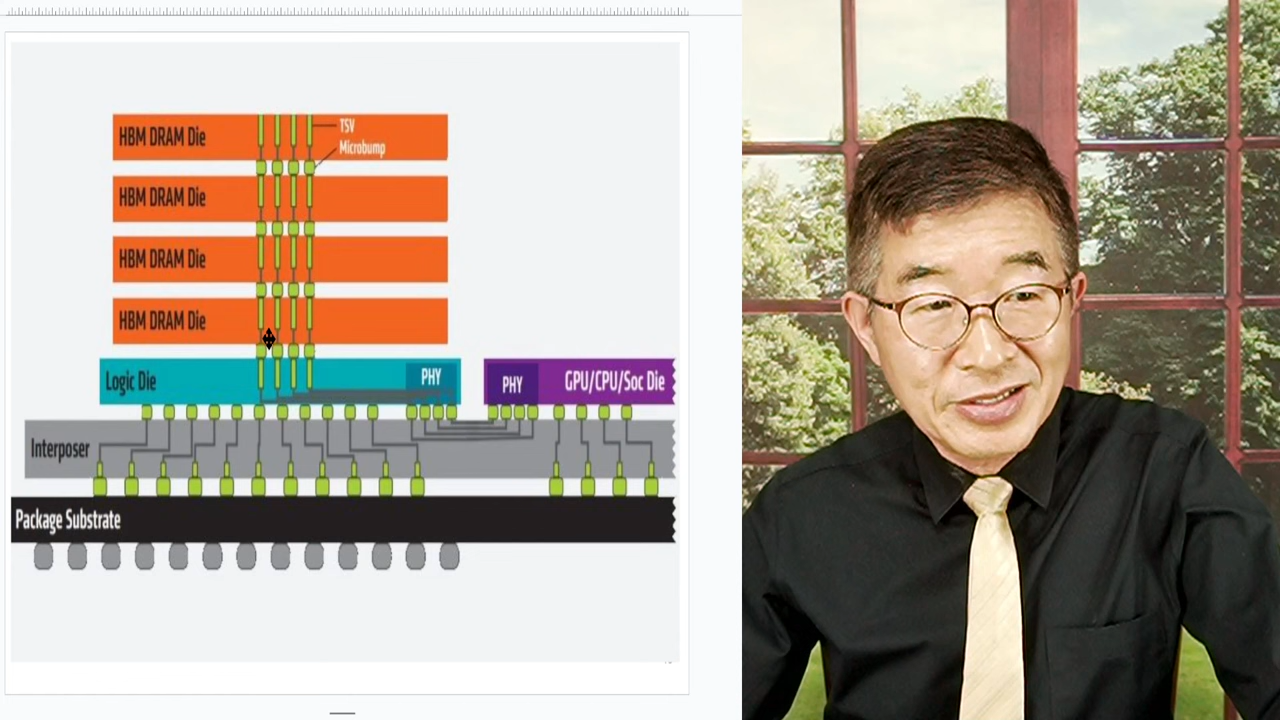 HBM DRAM Die
TSV
Microbump
HBM DRAM Die
HBM DRAM Die
HBM DRAM Die
Logic Die
PHY
PHY
GPU/CPU/Soc Die
Interposer
Package Substrate